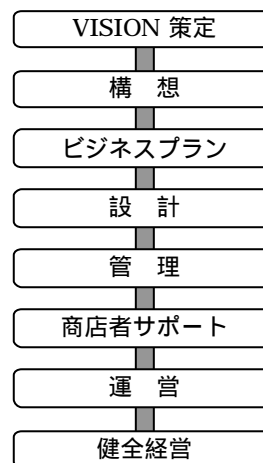 VISION 策定
構　想
ビジネスプラン
設　計
管　理
商店者サポート
運　営
健全経営